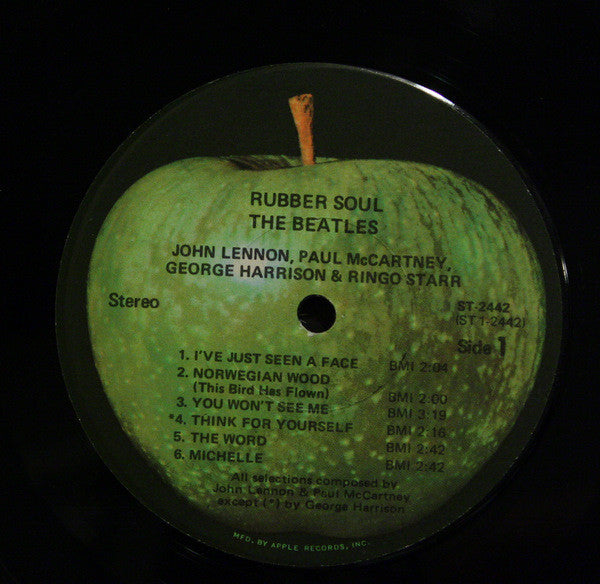 RUBBER SOUL
THE BEATLES
JOHN LENNON, PAUL McCARTNEY,
GEORGE HARRISON & RINGO STARR
Stereo
ST-2442
(ST 1-2442)
Side 1
1. I'VE JUST SEEN A FACE BMI 2:04
2. NORWEGIAN WOOD
(This Bird Has Flown) BMI 2:00
3. YOU WON'T SEE ME BMI 3:19
*4. THINK FOR YOURSELF BMI 2:16
5. THE WORD BMI 2:42
6. MICHELLE BMI 2:42
All selections composed by
John Lennon & Paul McCartney
except (*) by George Harrison
MFD. BY APPLE RECORDS, INC.